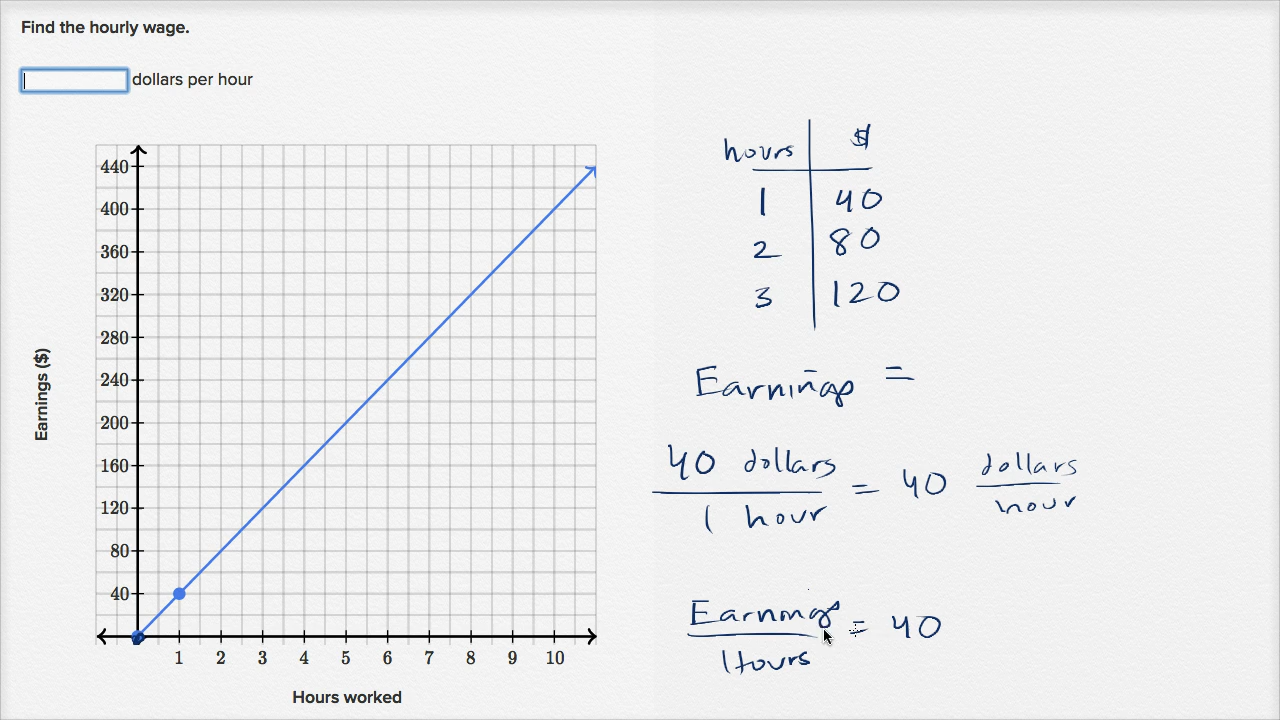 Find the hourly wage.
dollars per hour
440
400
360
320
280
240
200
160
120
80
40
1 2 3 4 5 6 7 8 9 10
Earnings ($)
Hours worked
hours $
1 40
2 80
3 120
Earnings =
40 dollars
1 hour
= 40
dollars
hour
Earnings
Hours
= 40